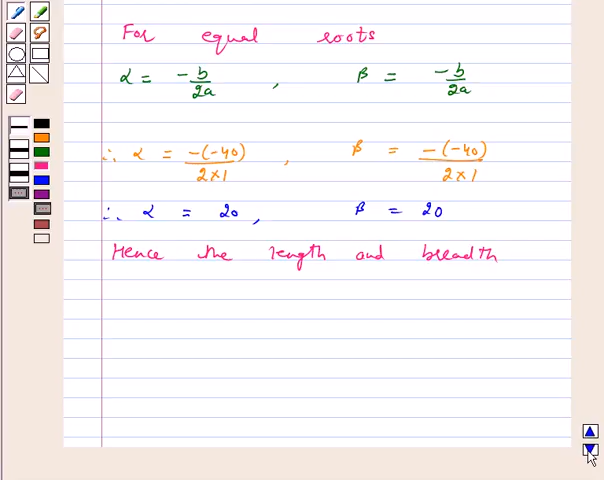 For equal roots
α = -b/2a , β = -b/2a
∴ α = -(-40)/2×1 , β = -(-40)/2×1
∴ α = 20, β = 20
Hence the length and breadth